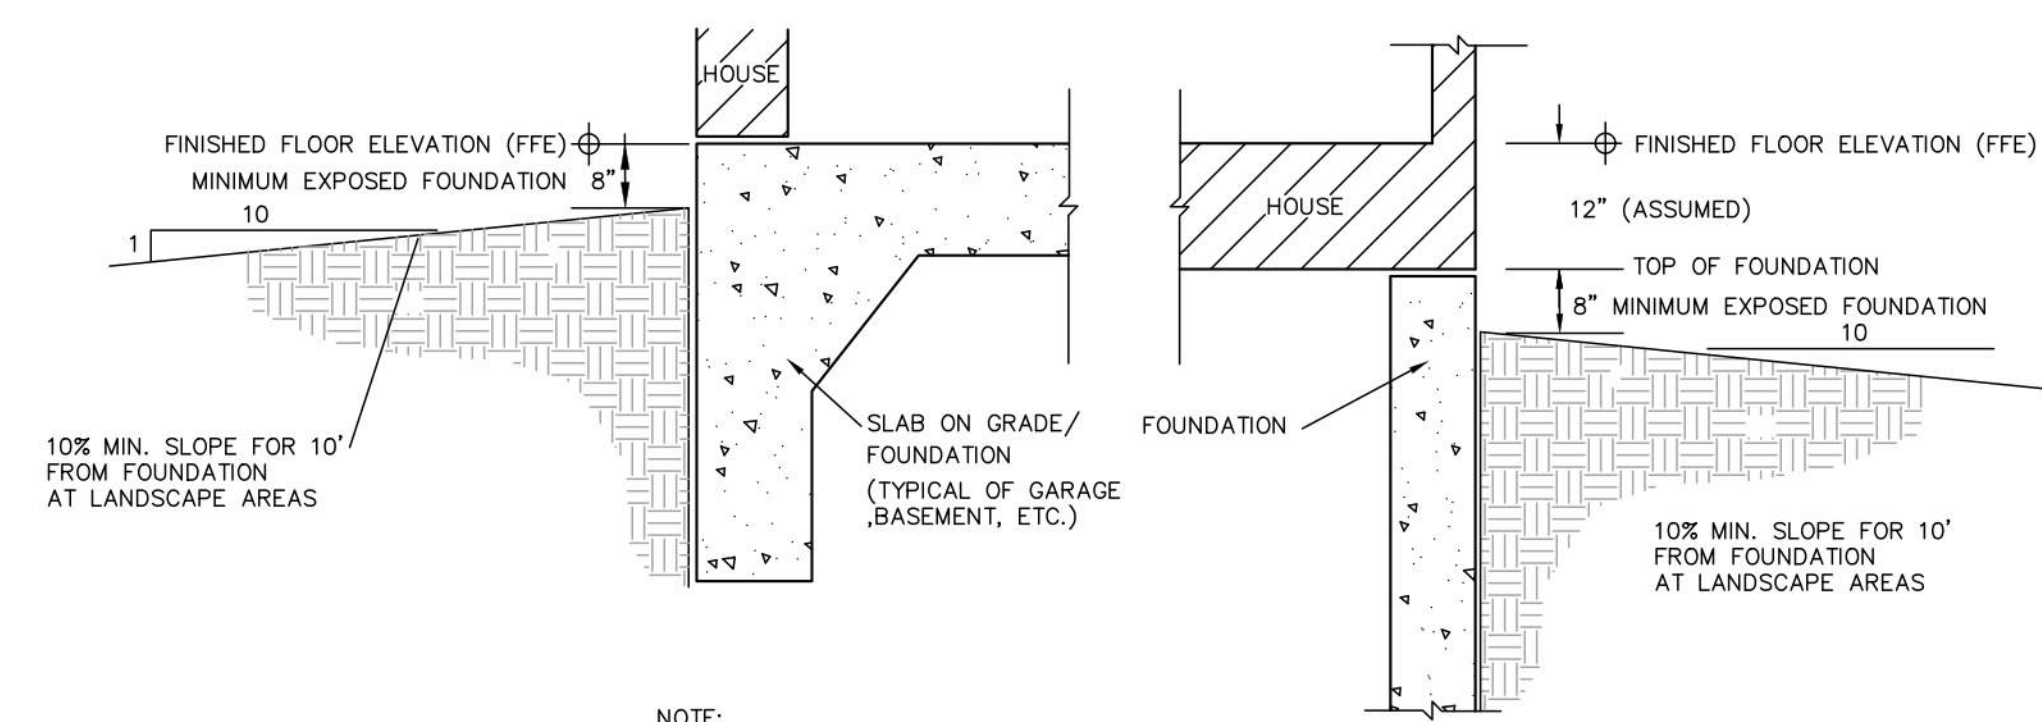 HOUSE
FINISHED FLOOR ELEVATION (FFE)
MINIMUM EXPOSED FOUNDATION 8"
10
1
10% MIN. SLOPE FOR 10'
FROM FOUNDATION
AT LANDSCAPE AREAS
SLAB ON GRADE/
FOUNDATION
(TYPICAL OF GARAGE
,BASEMENT, ETC.)
NOTE:
HOUSE
FINISHED FLOOR ELEVATION (FFE)
12" (ASSUMED)
TOP OF FOUNDATION
8" MINIMUM EXPOSED FOUNDATION
10
FOUNDATION
10% MIN. SLOPE FOR 10'
FROM FOUNDATION
AT LANDSCAPE AREAS